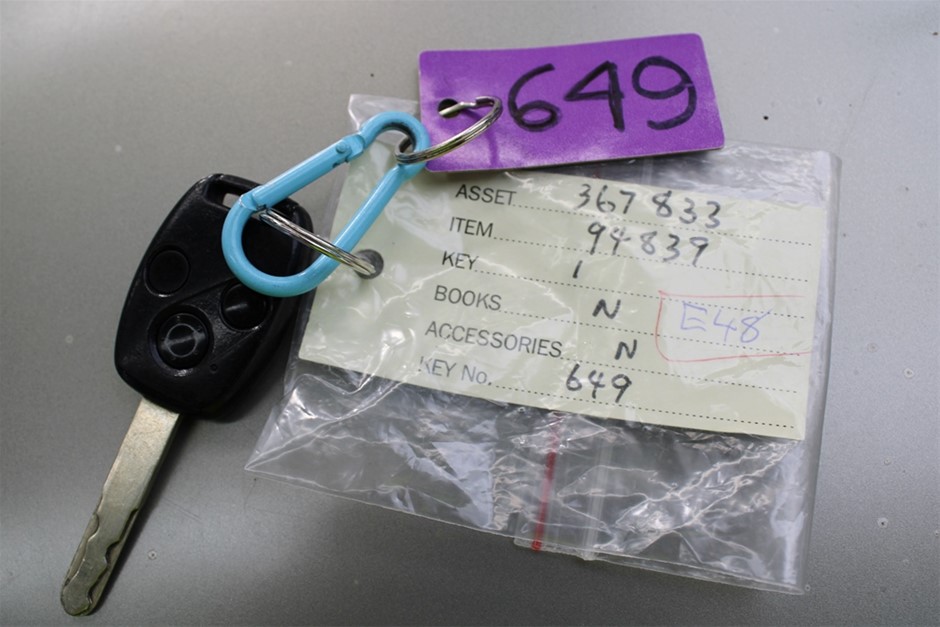 649
ASSET 367833
ITEM 94839
KEY 1
BOOKS N
E48
ACCESSORIES N
KEY No. 649